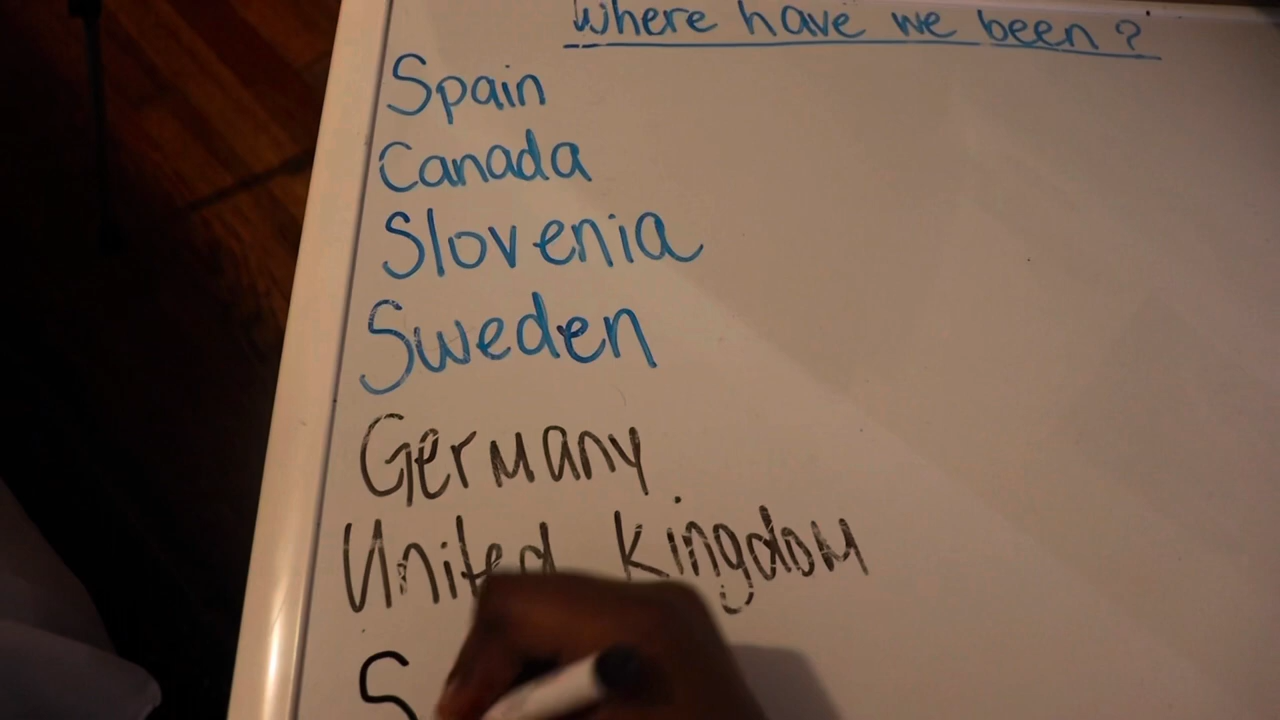 Where have we been?
Spain
Canada
Slovenia
Sweden
Germany
United Kingdom
S